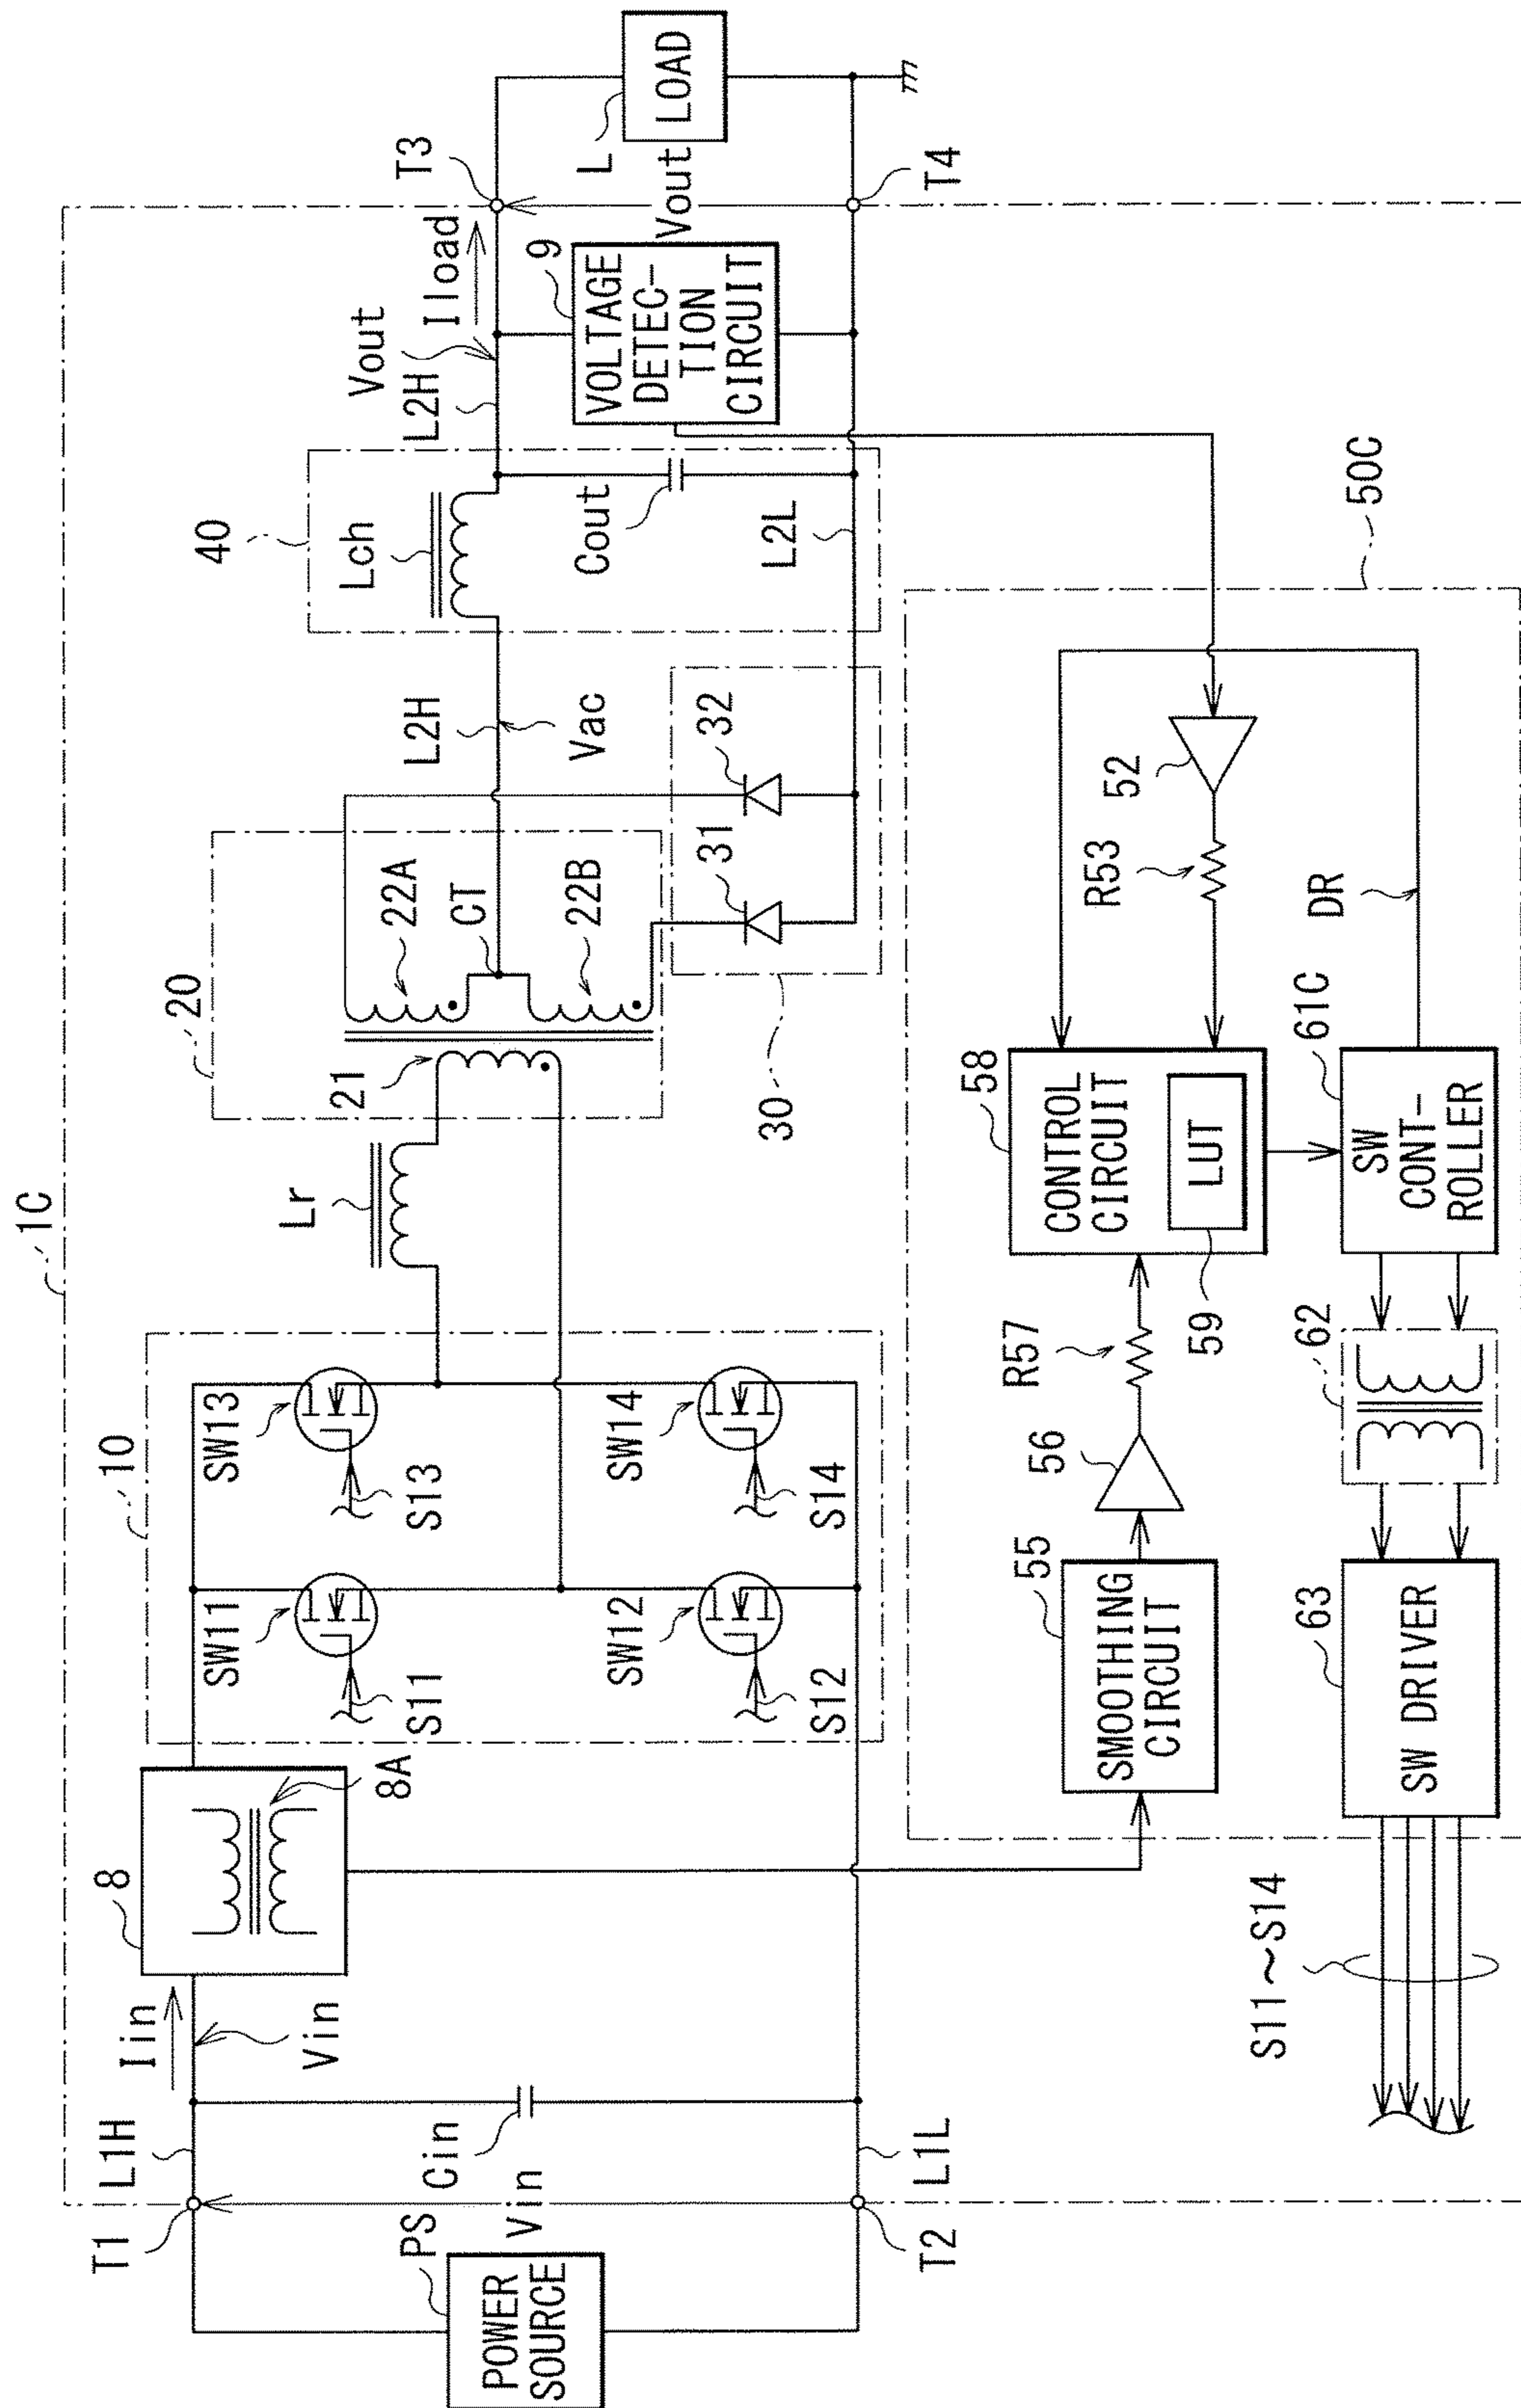 1C
10
20
40
8
8A
Iin
Vin
L1H
T1
PS
POWER
SOURCE
Vin
Cin
L1L
T2
SW11
S11
SW12
S12
SW13
S13
SW14
S14
Lr
21
22A
CT
22B
30
31
32
L2H
Vac
Lch
Cout
L2L
L2H
Vout
Iload
9
VOLTAGE
DETEC-
TION
CIRCUIT
T3
Vout
T4
L
LOAD
50C
55
SMOOTHING
CIRCUIT
56
R57
58
CONTROL
CIRCUIT
LUT
59
R53
52
DR
61C
SW
CONT-
ROLLER
62
63
SW DRIVER
S11~S14